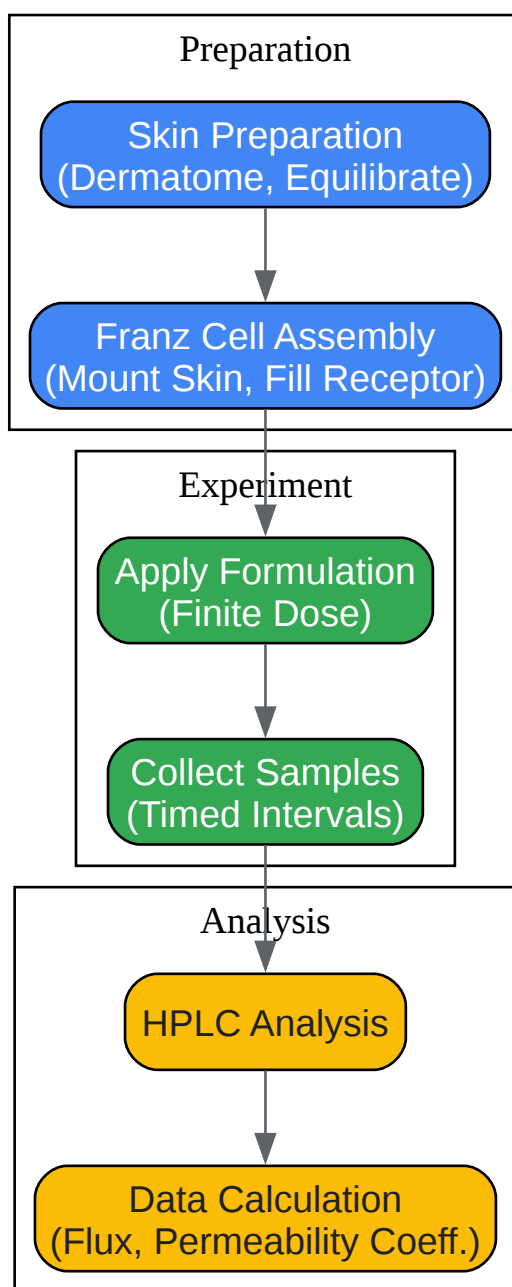 Preparation
Skin Preparation
(Dermatome, Equilibrate)
Franz Cell Assembly
(Mount Skin, Fill Receptor)
Experiment
Apply Formulation
(Finite Dose)
Collect Samples
(Timed Intervals)
Analysis
HPLC Analysis
Data Calculation
(Flux, Permeability Coeff.)